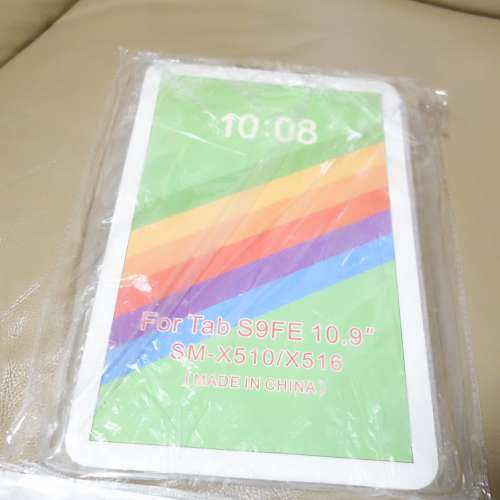 10:08
For Tab S9FE 10.9"
SM-X510/X516
( MADE IN CHINA )